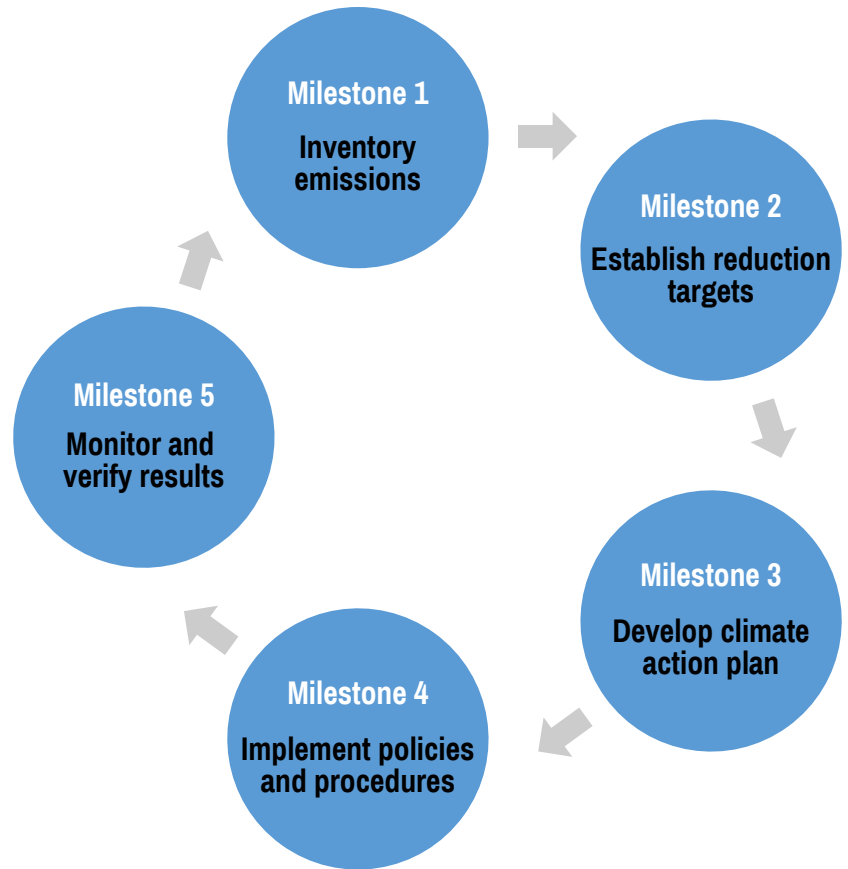 Milestone 1
Inventory
emissions
Milestone 2
Establish reduction
targets
Milestone 3
Develop climate
action plan
Milestone 4
Implement policies
and procedures
Milestone 5
Monitor and
verify results